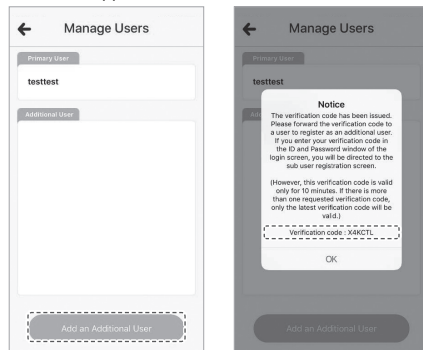 Manage Users
Primary User
testtest
Additional User
Add an Additional User
Manage Users
Primary User
testtest
Notice
The verification code has been issued.
Please forward the verification code to
a user to register as an additional user.
If you enter your verification code in
the ID and Password window of the
login screen, you will be directed to the
sub user registration screen.
(However, this verification code is valid
only for 10 minutes. If there is more
than one requested verification code,
only the latest verification code will be
valid.)
Verification code : X4KCTL
OK
Add an Additional User